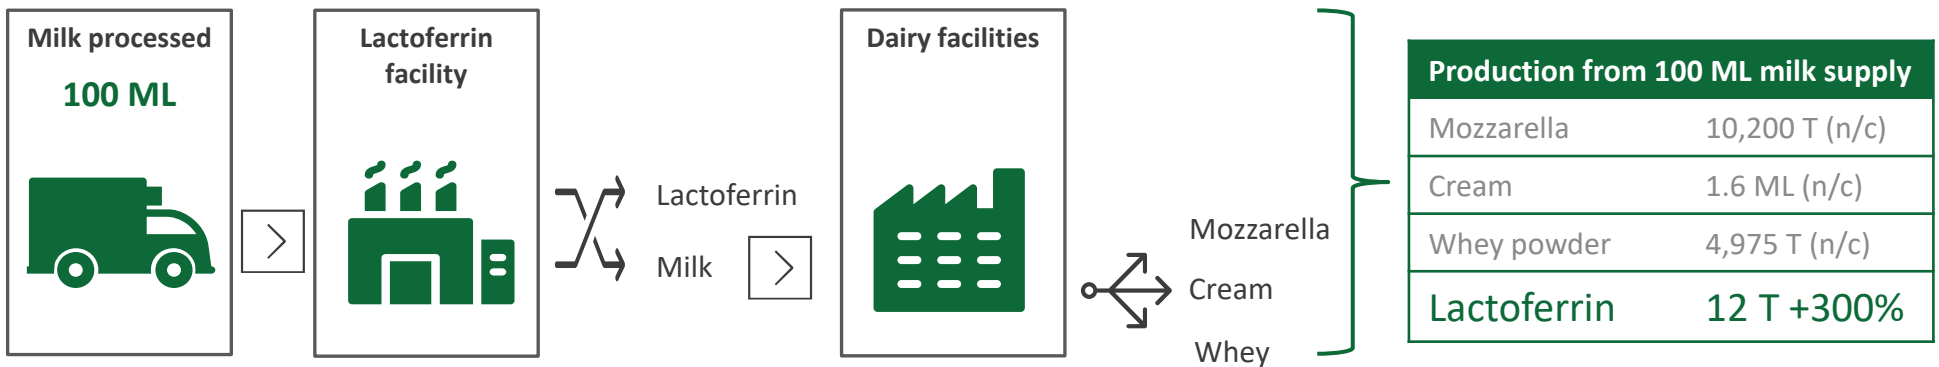 Milk processed
100 ML
Lactoferrin
facility
Lactoferrin
Milk
Dairy facilities
Mozzarella
Cream
Whey
Production from 100 ML milk supply
Mozzarella 10,200 T (n/c)
Cream 1.6 ML (n/c)
Whey powder 4,975 T (n/c)
Lactoferrin 12 T +300%